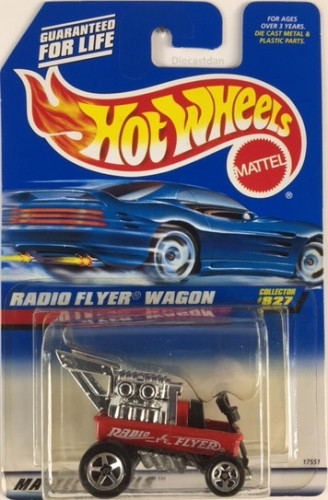 GUARANTEED
FOR LIFE
FOR AGES
OVER 3 YEARS.
DIE CAST METAL &
PLASTIC PARTS.
Diecastdan
HOT WHEELS
MATTEL
®
RADIO FLYER® WAGON
COLLECTOR
#827
RADIO FLYER
17551